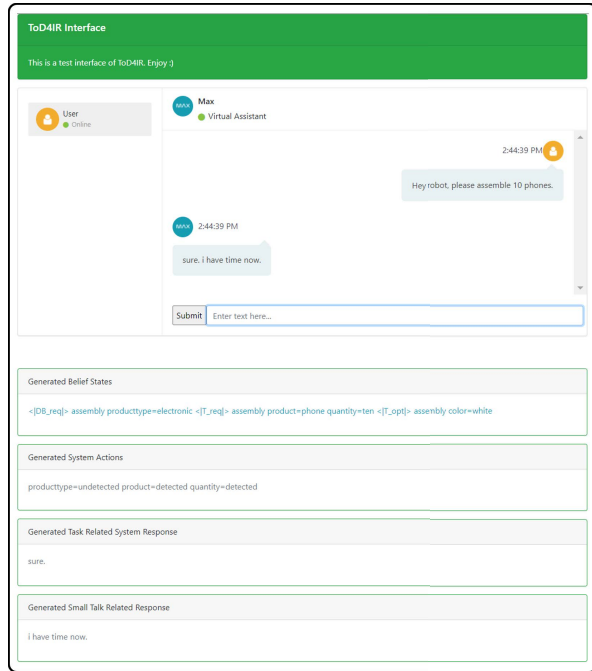 ToD4IR Interface
This is a test interface of ToD4IR. Enjoy :)
User
Online
MAX
Max
Virtual Assistant
2:44:39 PM
Hey robot, please assemble 10 phones.
MAX
2:44:39 PM
sure. i have time now.
Submit
Enter text here...
Generated Belief States
<|DB_req|> assembly producttype=electronic <|T_req|> assembly product=phone quantity=ten <|T_opt|> assembly color=white
Generated System Actions
producttype=undetected product=detected quantity=detected
Generated Task Related System Response
sure.
Generated Small Talk Related Response
i have time now.